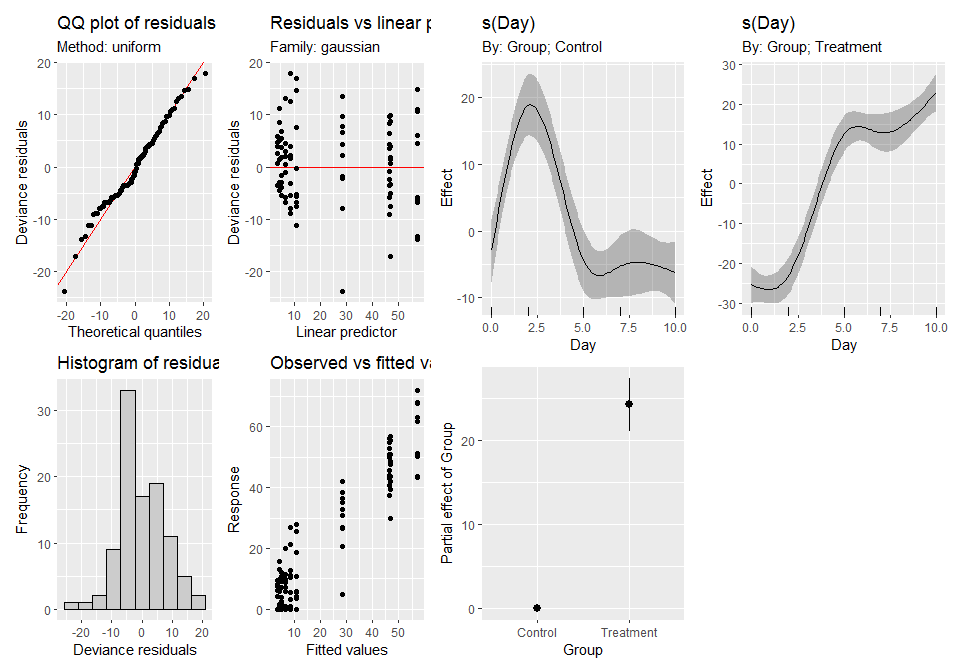 QQ plot of residuals
Method: uniform
20
10
0
-10
-20
Deviance residuals
-20
-10
0
10
20
Theoretical quantiles
Residuals vs linear p
Family: gaussian
20
10
0
-10
-20
Deviance residuals
10
20
30
40
50
Linear predictor
s(Day)
By: Group; Control
20
10
0
-10
Effect
0.0
2.5
5.0
7.5
10.0
Day
s(Day)
By: Group; Treatment
30
20
10
0
-10
-20
-30
Effect
0.0
2.5
5.0
7.5
10.0
Day
Histogram of residua
30
20
10
0
Frequency
-20
-10
0
10
20
Deviance residuals
Observed vs fitted va
60
40
20
0
Response
10
20
30
40
50
Fitted values
20
10
0
Partial effect of Group
Control
Treatment
Group